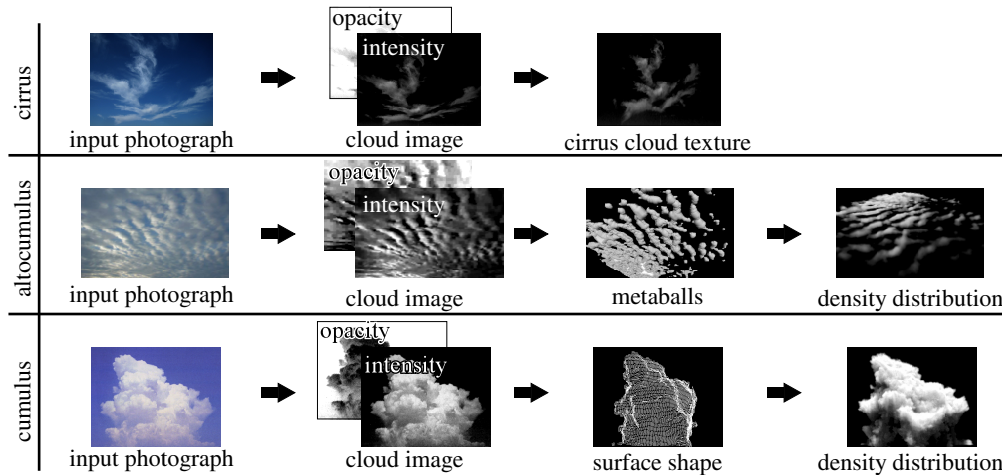 cirrus
opacity
intensity
input photograph
cloud image
cirrus cloud texture
altocumulus
opacity
intensity
input photograph
cloud image
metaballs
density distribution
cumulus
opacity
intensity
input photograph
cloud image
surface shape
density distribution